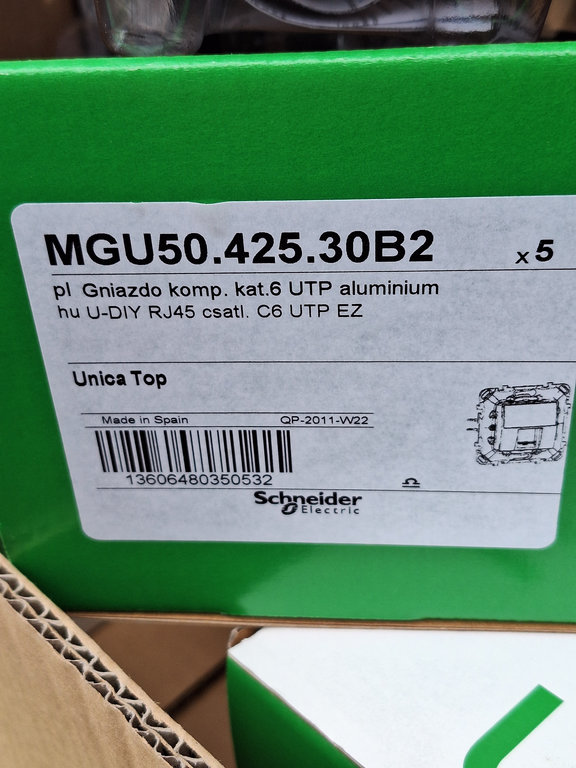 MGU50.425.30B2 x 5
pl Gniazdo komp. kat.6 UTP aluminium
hu U-DIY RJ45 csatl. C6 UTP EZ
Unica Top
Made in Spain QP-2011-W22
13606480350532
Schneider
Electric